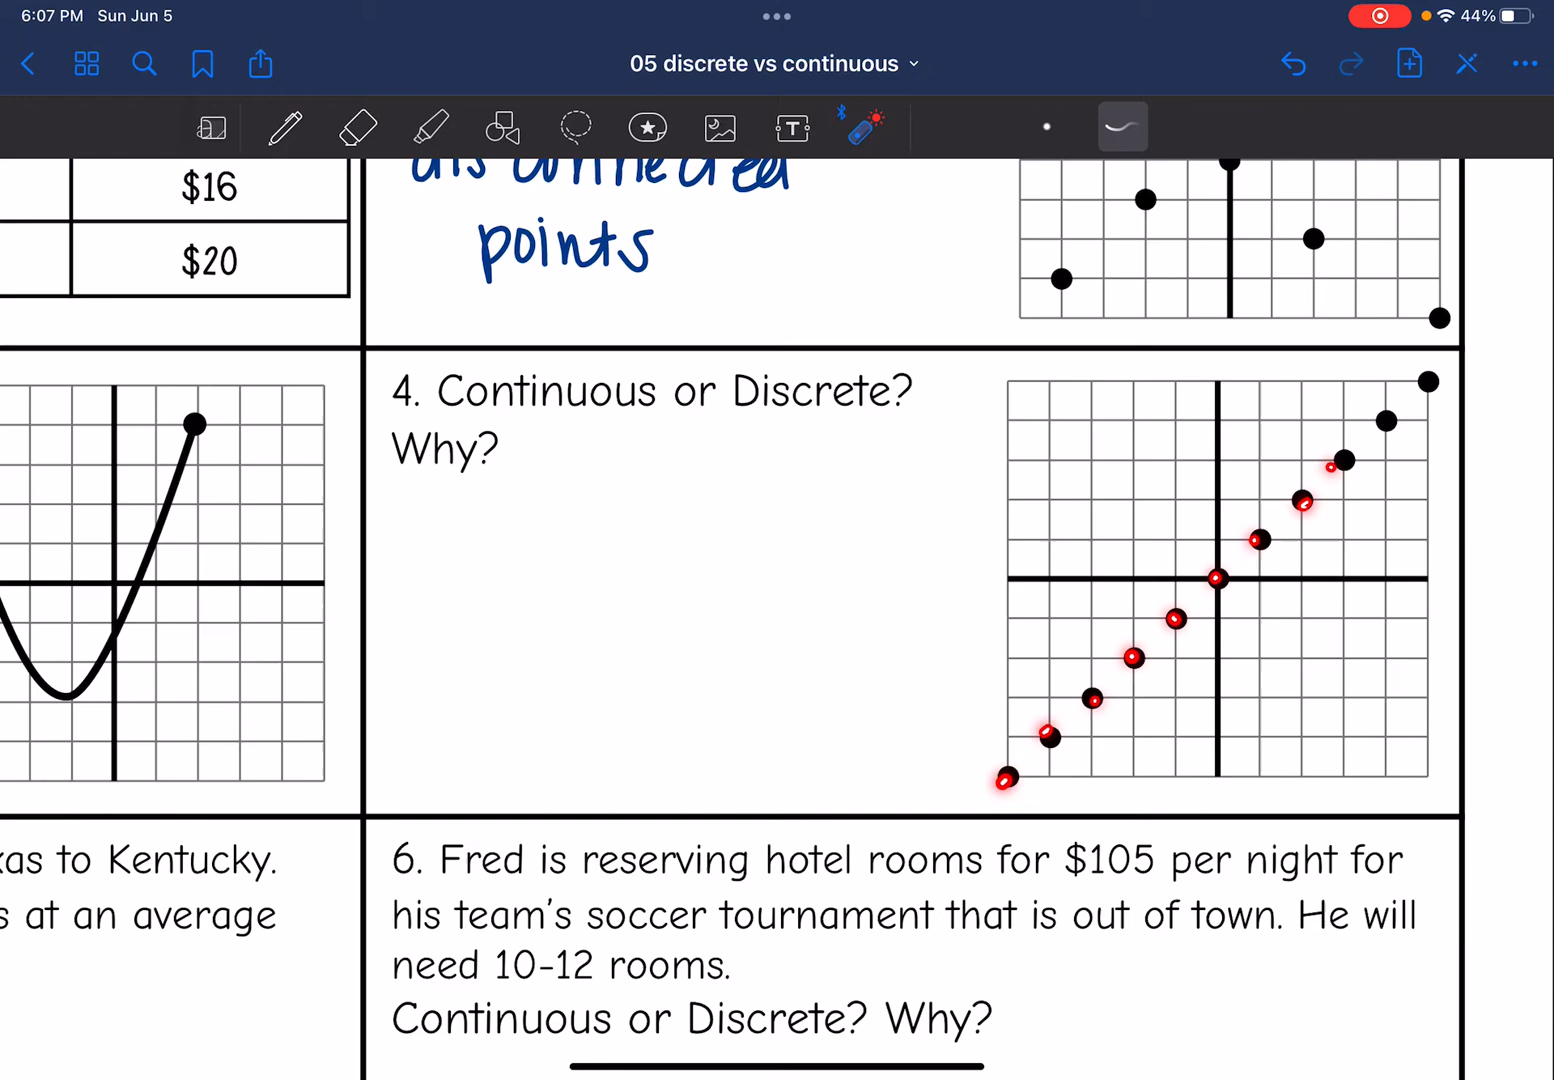 6:07 PM Sun Jun 5
44%
05 discrete vs continuous
T
$16
$20
disconnected
points
4. Continuous or Discrete?
Why?
xas to Kentucky.
s at an average
6. Fred is reserving hotel rooms for $105 per night for
his team's soccer tournament that is out of town. He will
need 10-12 rooms.
Continuous or Discrete? Why?